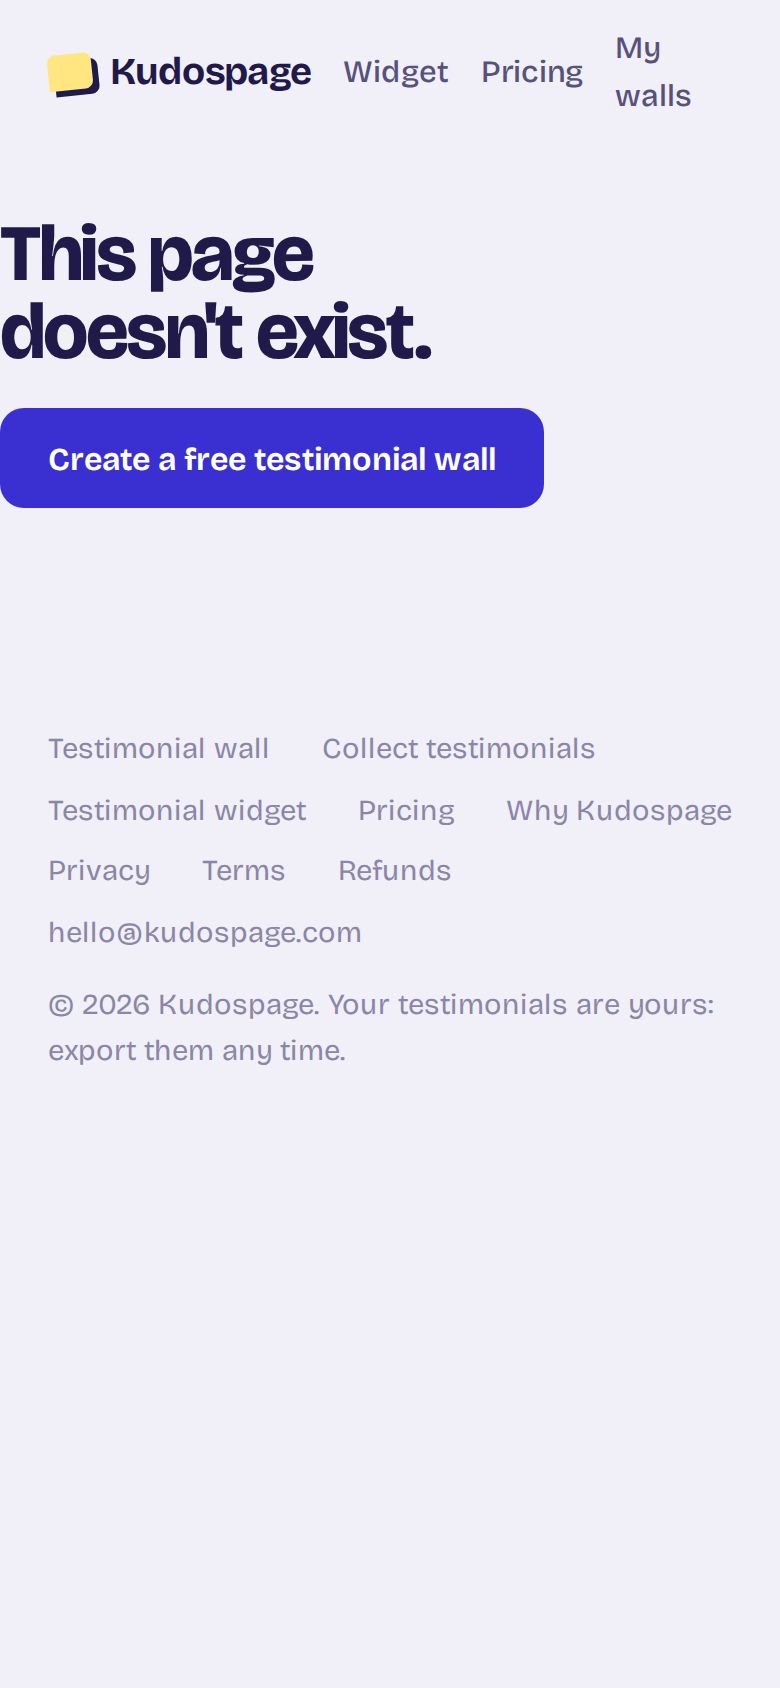 Kudospage Widget Pricing My walls
This page
doesn't exist.
Create a free testimonial wall
Testimonial wall Collect testimonials
Testimonial widget Pricing Why Kudospage
Privacy Terms Refunds
hello@kudospage.com
© 2026 Kudospage. Your testimonials are yours:
export them any time.